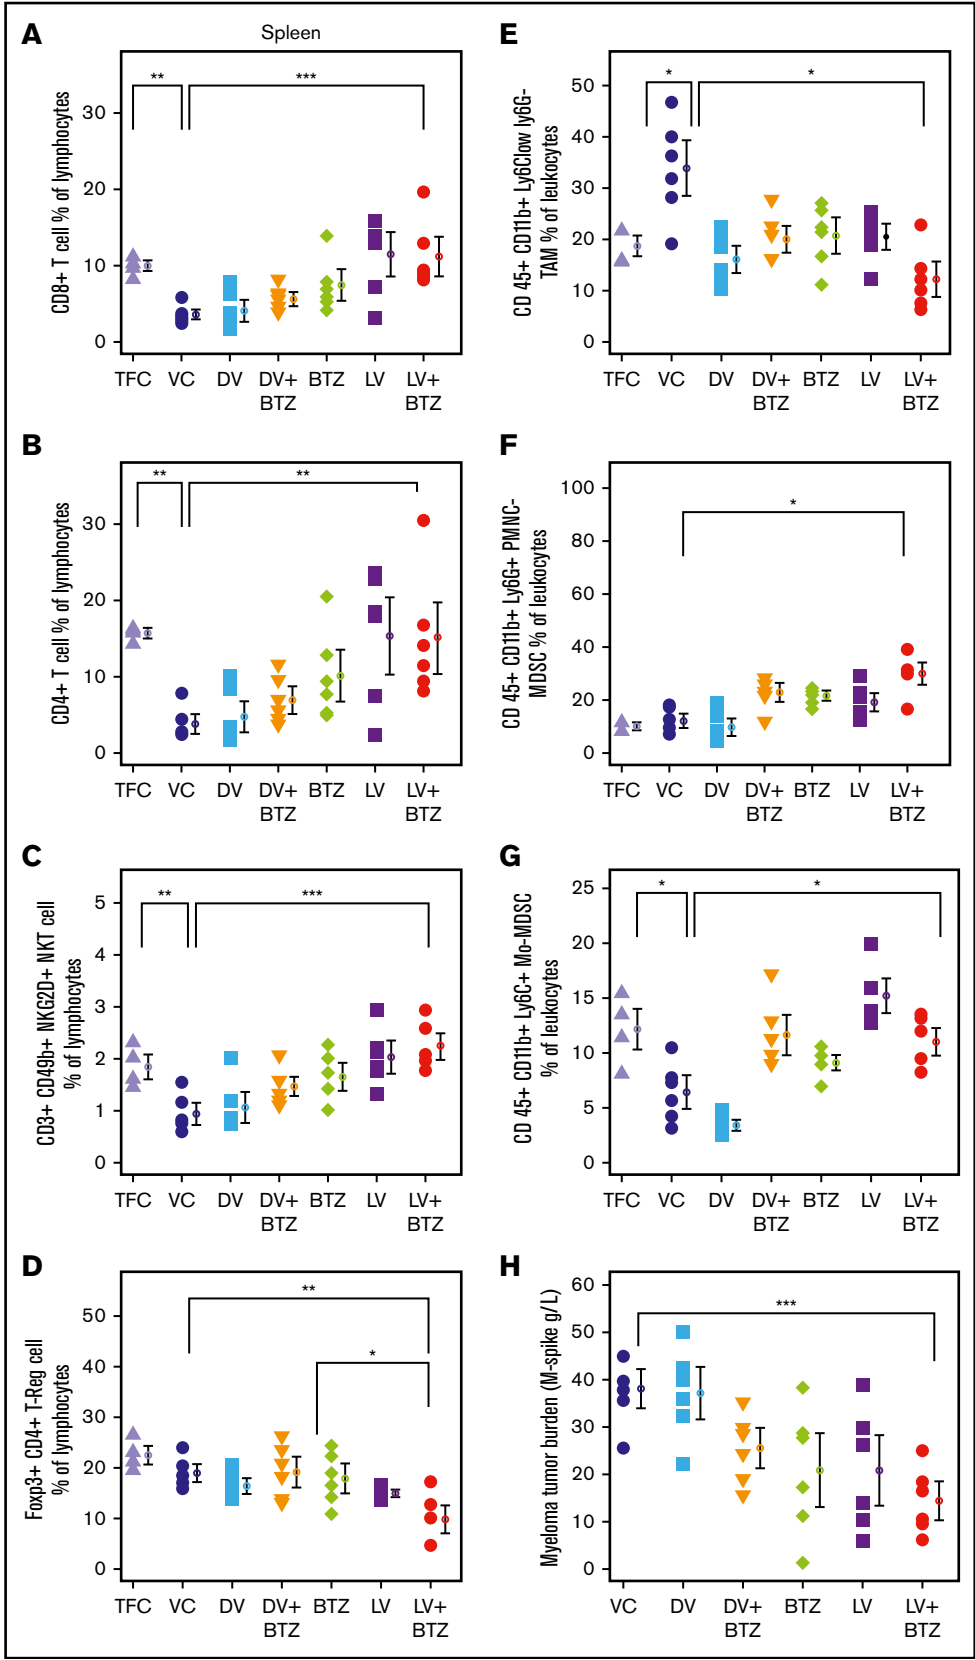 A
Spleen
CD8+ T cell % of lymphocytes
30
20
10
0
** ***
TFC VC DV DV+ BTZ LV LV+
BTZ BTZ
B
CD4+ T cell % of lymphocytes
30
20
10
0
** **
TFC VC DV DV+ BTZ LV LV+
BTZ BTZ
C
CD3+ CD49b+ NKG2D+ NKT cell
% of lymphocytes
5
4
3
2
1
0
** ***
TFC VC DV DV+ BTZ LV LV+
BTZ BTZ
D
Foxp3+ CD4+ T-Reg cell
% of lymphocytes
50
40
30
20
10
0
**
*
TFC VC DV DV+ BTZ LV LV+
BTZ BTZ
E
CD 45+ CD11b+ Ly6Clow ly6G-
TAM % of leukocytes
50
40
30
20
10
0
* *
TFC VC DV DV+ BTZ LV LV+
BTZ BTZ
F
CD 45+ CD11b+ Ly6G+ PMNC-
MDSC % of leukocytes
100
80
60
40
20
0
*
TFC VC DV DV+ BTZ LV LV+
BTZ BTZ
G
CD 45+ CD11b+ Ly6C+ Mo-MDSC
% of leukocytes
25
20
15
10
5
0
* *
TFC VC DV DV+ BTZ LV LV+
BTZ BTZ
H
Myeloma tumor burden (M-spike g/L)
60
50
40
30
20
10
0
***
VC DV DV+ BTZ LV LV+
BTZ BTZ